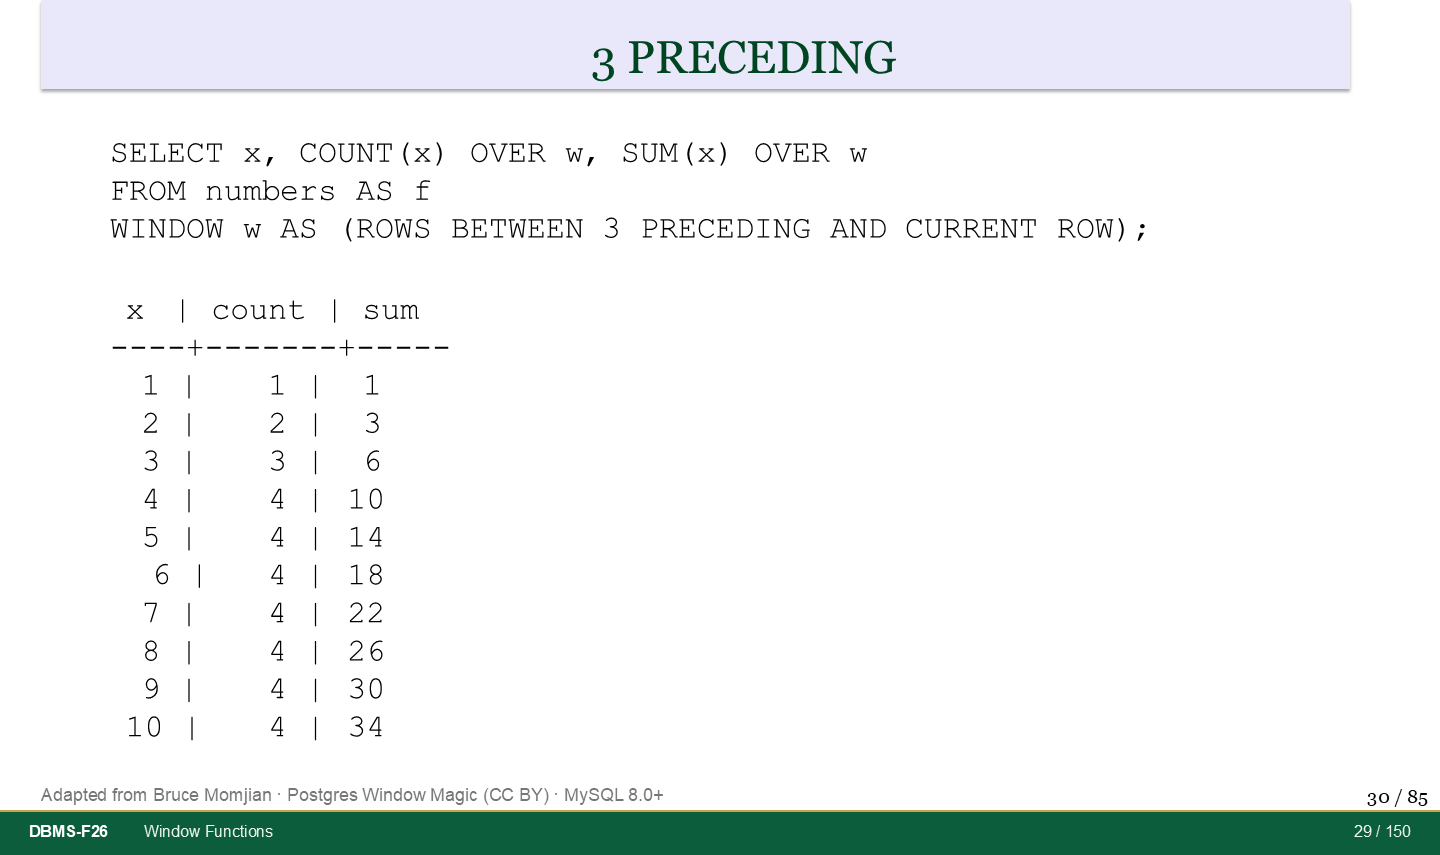 3 PRECEDING
SELECT x, COUNT(x) OVER w, SUM(x) OVER w
FROM numbers AS f
WINDOW w AS (ROWS BETWEEN 3 PRECEDING AND CURRENT ROW);
x | count | sum
----+-------+-----
1 | 1 | 1
2 | 2 | 3
3 | 3 | 6
4 | 4 | 10
5 | 4 | 14
6 | 4 | 18
7 | 4 | 22
8 | 4 | 26
9 | 4 | 30
10 | 4 | 34
Adapted from Bruce Momjian · Postgres Window Magic (CC BY) · MySQL 8.0+
30 / 85
DBMS-F26 Window Functions 29 / 150